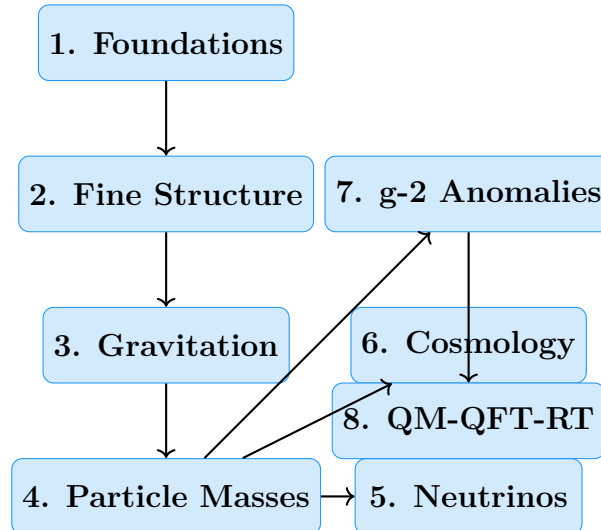 1. Foundations
2. Fine Structure
7. g-2 Anomalies
3. Gravitation
6. Cosmology
8. QM-QFT-RT
4. Particle Masses
5. Neutrinos